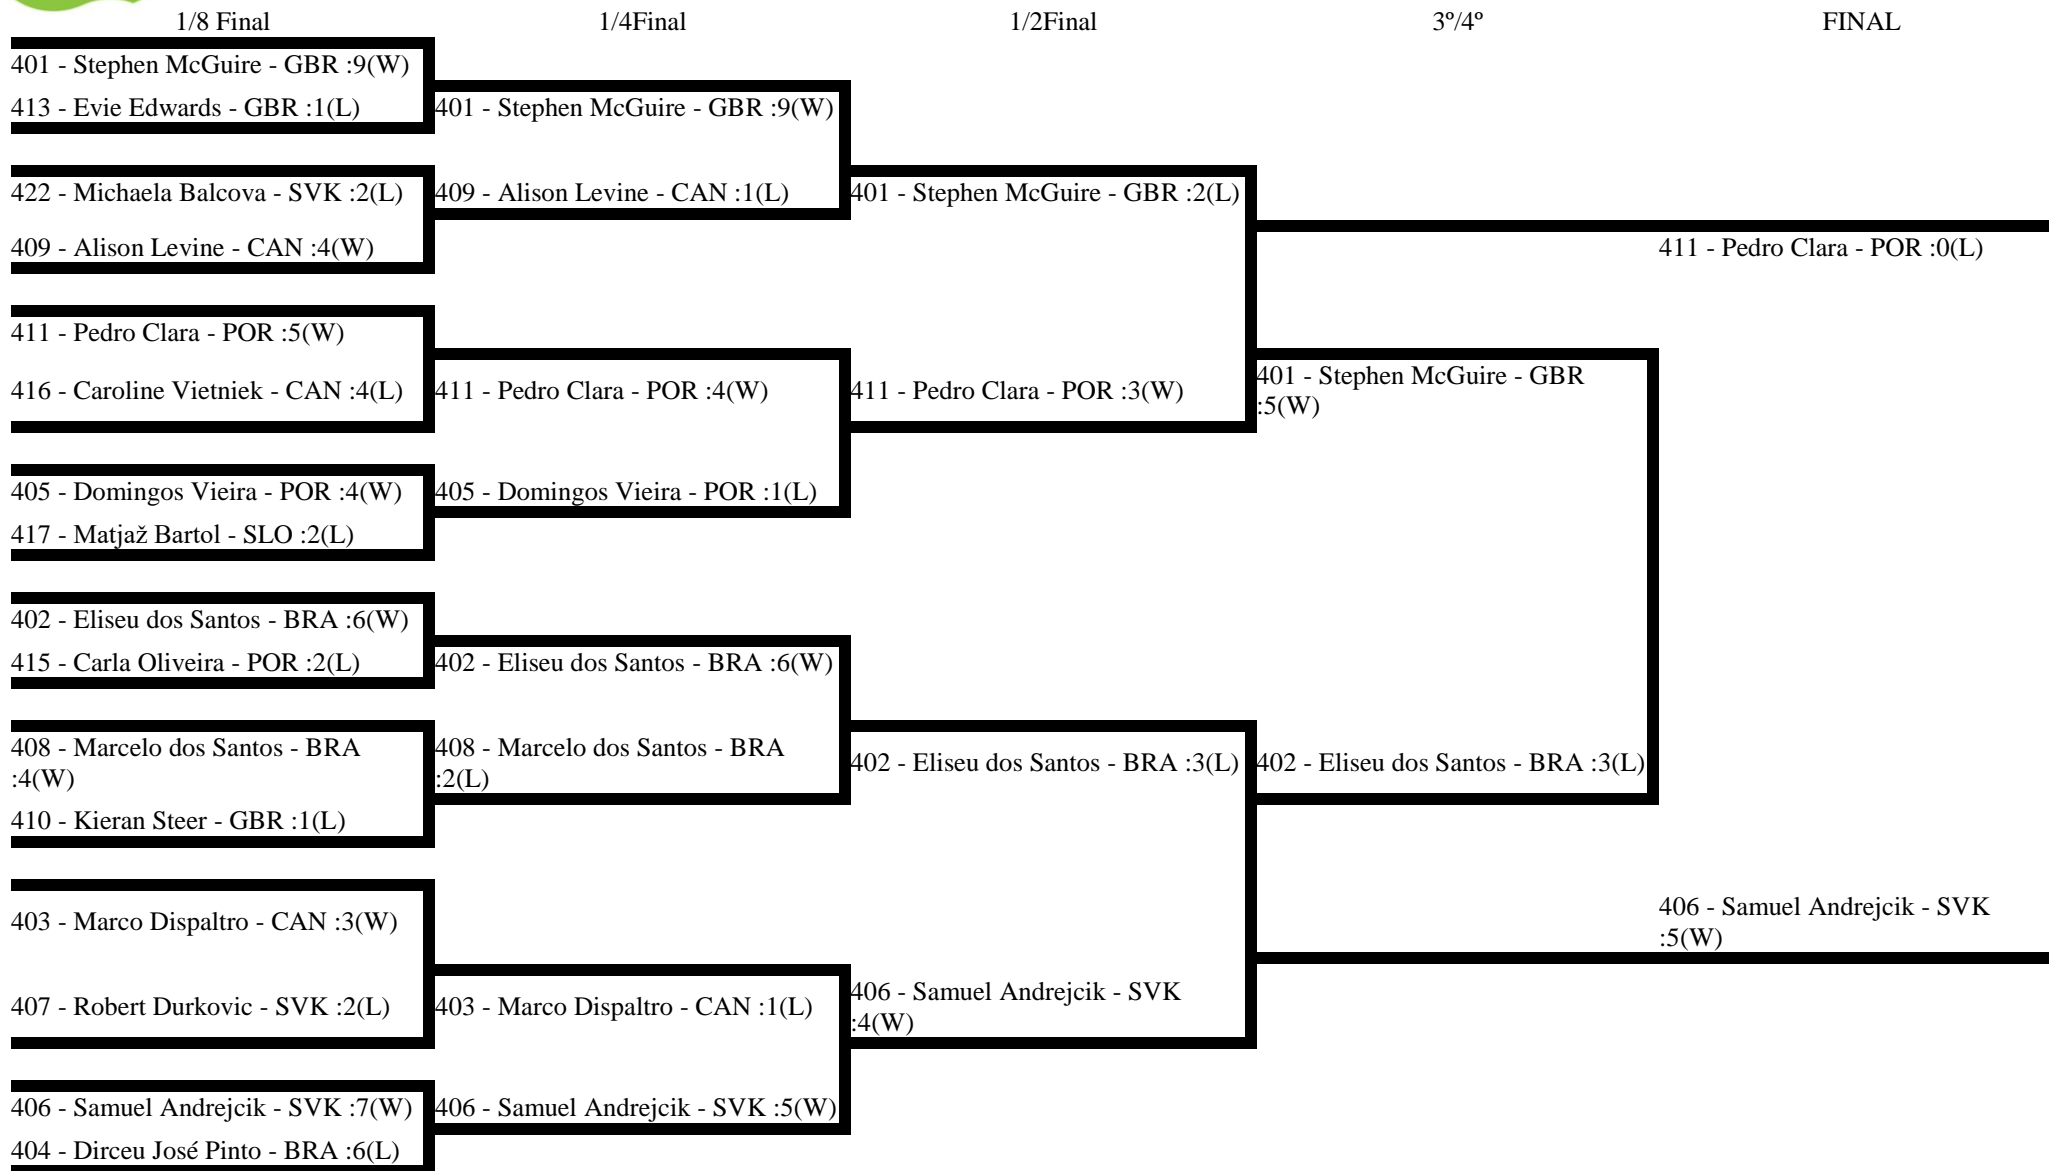 1/8 Final
1/4Final
1/2Final
3º/4º
FINAL
401 - Stephen McGuire - GBR :9(W)
413 - Evie Edwards - GBR :1(L)
422 - Michaela Balcova - SVK :2(L)
409 - Alison Levine - CAN :4(W)
411 - Pedro Clara - POR :5(W)
416 - Caroline Vietniek - CAN :4(L)
405 - Domingos Vieira - POR :4(W)
417 - Matjaž Bartol - SLO :2(L)
402 - Eliseu dos Santos - BRA :6(W)
415 - Carla Oliveira - POR :2(L)
408 - Marcelo dos Santos - BRA
:4(W)
410 - Kieran Steer - GBR :1(L)
403 - Marco Dispaltro - CAN :3(W)
407 - Robert Durkovic - SVK :2(L)
406 - Samuel Andrejcik - SVK :7(W)
404 - Dirceu José Pinto - BRA :6(L)
401 - Stephen McGuire - GBR :9(W)
409 - Alison Levine - CAN :1(L)
411 - Pedro Clara - POR :4(W)
405 - Domingos Vieira - POR :1(L)
402 - Eliseu dos Santos - BRA :6(W)
408 - Marcelo dos Santos - BRA
:2(L)
403 - Marco Dispaltro - CAN :1(L)
406 - Samuel Andrejcik - SVK :5(W)
401 - Stephen McGuire - GBR :2(L)
411 - Pedro Clara - POR :3(W)
402 - Eliseu dos Santos - BRA :3(L)
406 - Samuel Andrejcik - SVK
:4(W)
401 - Stephen McGuire - GBR
:5(W)
402 - Eliseu dos Santos - BRA :3(L)
411 - Pedro Clara - POR :0(L)
406 - Samuel Andrejcik - SVK
:5(W)